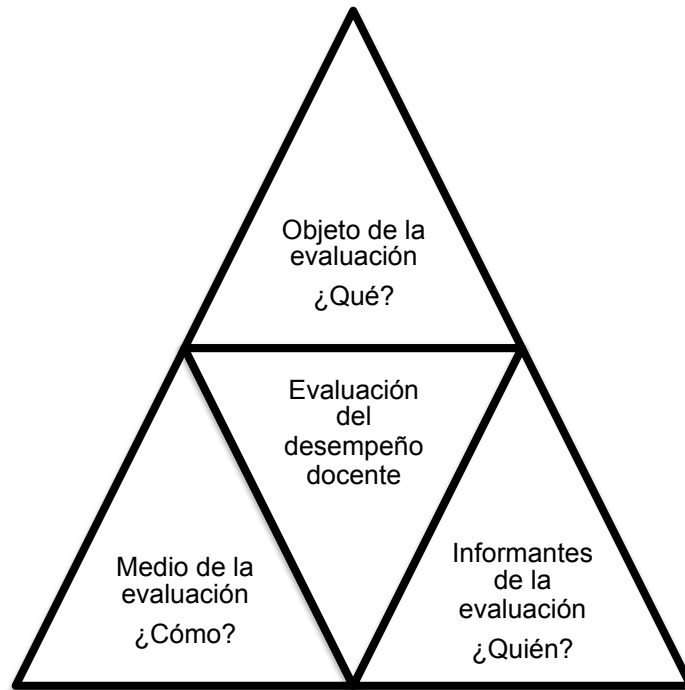 Objeto de la
evaluación
¿Qué?
Evaluación
del
desempeño
docente
Medio de la
evaluación
¿Cómo?
Informantes
de la
evaluación
¿Quién?